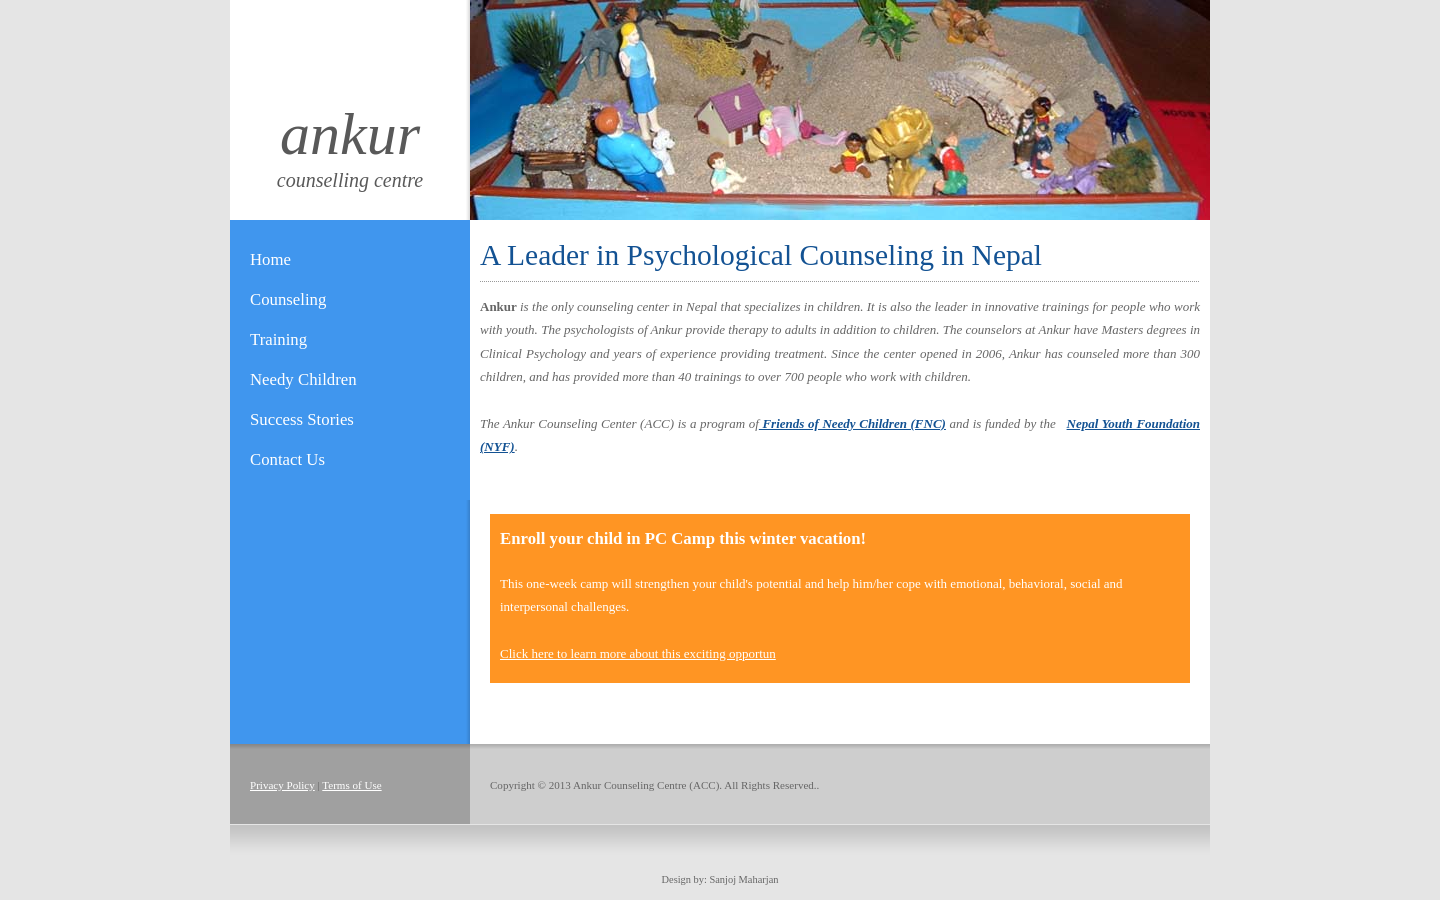 ankur
counselling centre
Home
Counseling
Training
Needy Children
Success Stories
Contact Us
A Leader in Psychological Counseling in Nepal
Ankur is the only counseling center in Nepal that specializes in children. It is also the leader in innovative trainings for people who work
with youth. The psychologists of Ankur provide therapy to adults in addition to children. The counselors at Ankur have Masters degrees in
Clinical Psychology and years of experience providing treatment. Since the center opened in 2006, Ankur has counseled more than 300
children, and has provided more than 40 trainings to over 700 people who work with children.
The Ankur Counseling Center (ACC) is a program of Friends of Needy Children (FNC) and is funded by the Nepal Youth Foundation
(NYF).
Enroll your child in PC Camp this winter vacation!
This one-week camp will strengthen your child's potential and help him/her cope with emotional, behavioral, social and
interpersonal challenges.
Click here to learn more about this exciting opportun
Privacy Policy | Terms of Use
Copyright © 2013 Ankur Counseling Centre (ACC). All Rights Reserved..
Design by: Sanjoj Maharjan